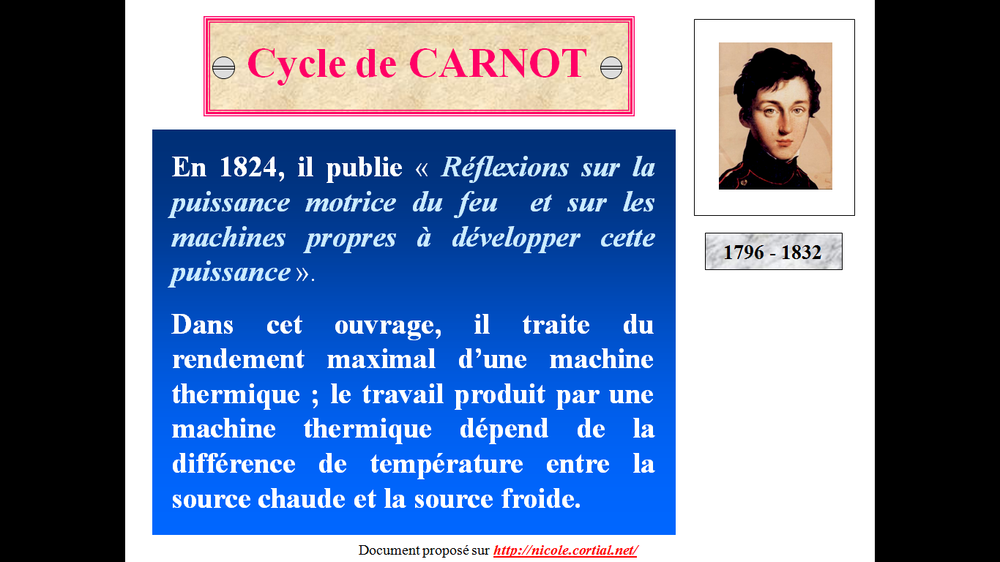 Cycle de CARNOT
En 1824, il publie « Réflexions sur la
puissance motrice du feu et sur les
machines propres à développer cette
puissance ».
Dans cet ouvrage, il traite du
rendement maximal d’une machine
thermique ; le travail produit par une
machine thermique dépend de la
différence de température entre la
source chaude et la source froide.
1796 - 1832
Document proposé sur http://nicole.cortial.net/